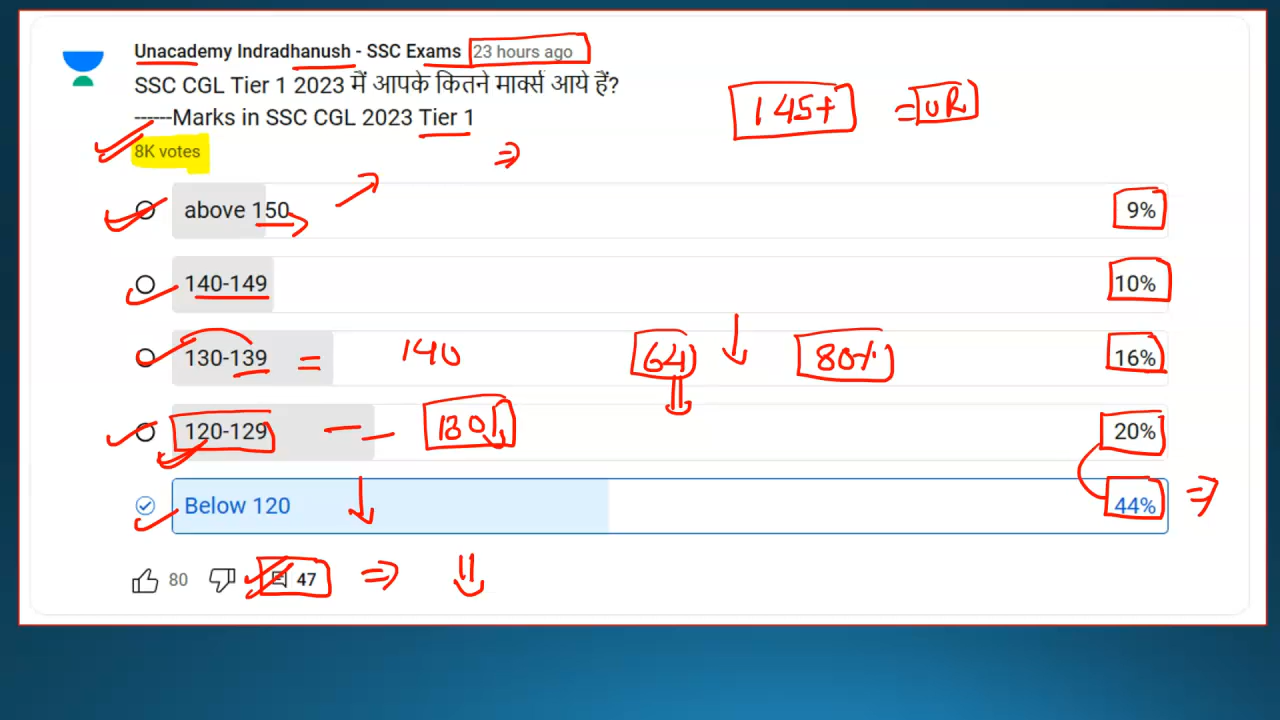 Unacademy Indradhanush - SSC Exams 23 hours ago
SSC CGL Tier 1 2023 में आपके कितने मार्क्स आये हैं?
------Marks in SSC CGL 2023 Tier 1
145+ = UR
8K votes
above 150 9%
140-149 10%
130-139 = 140 64 80% 16%
120-129 130 20%
Below 120 44%
80 47